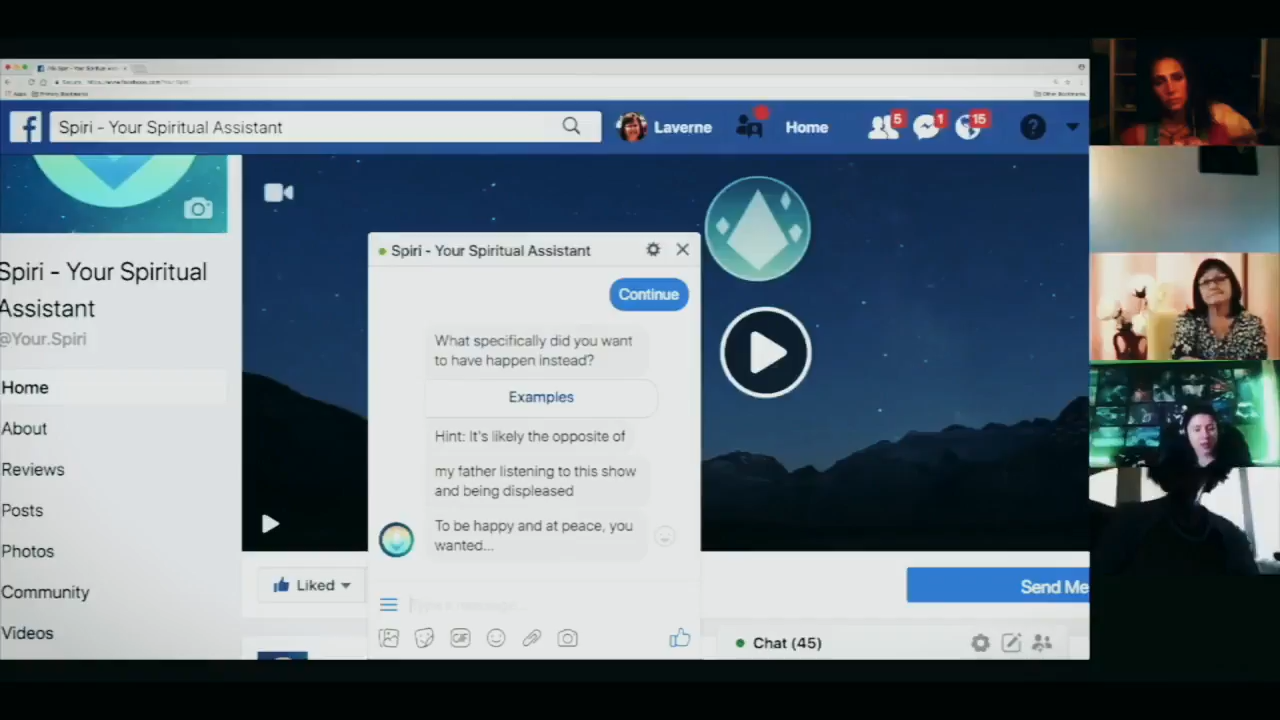 Spiri - Your Spiritual Assistant
Laverne
Home
5
1
15
Spiri - Your Spiritual
Assistant
@Your.Spiri
Home
About
Reviews
Posts
Photos
Community
Videos
Spiri - Your Spiritual Assistant
Continue
What specifically did you want
to have happen instead?
Examples
Hint: It's likely the opposite of
my father listening to this show
and being displeased
To be happy and at peace, you
wanted...
GIF
Liked
Send Me
Chat (45)